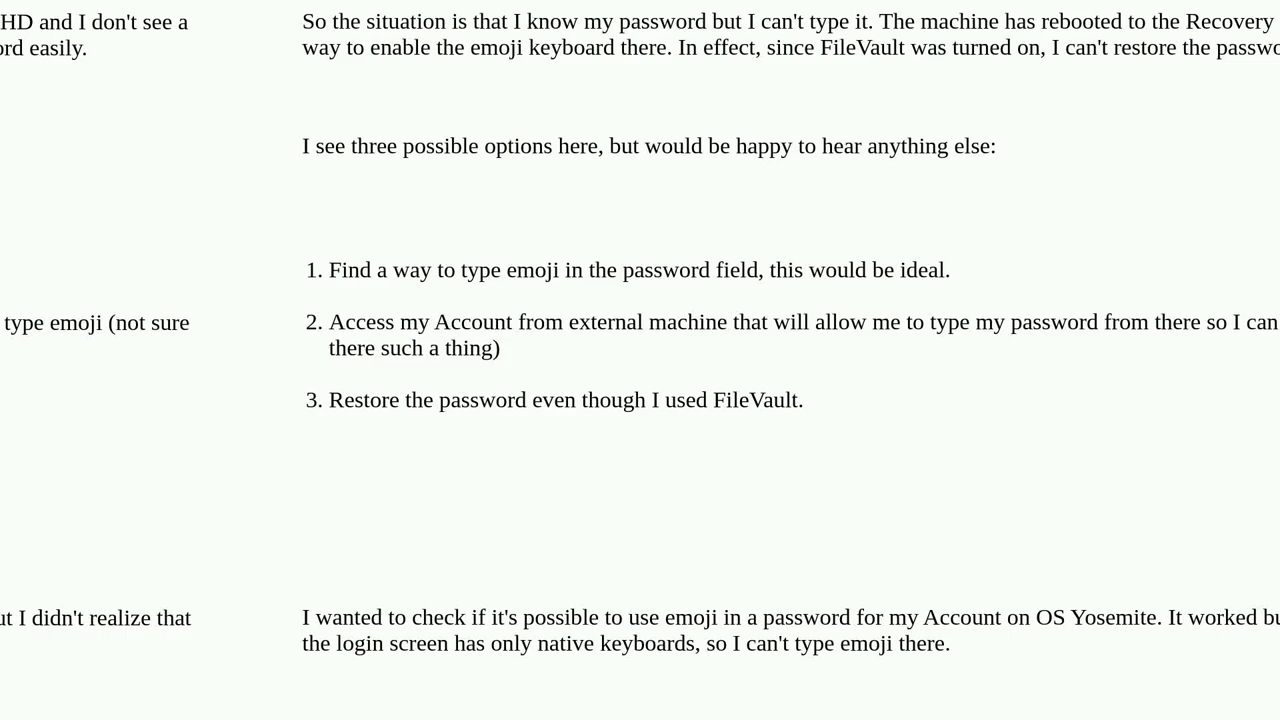 HD and I don't see a
ord easily.
type emoji (not sure
ut I didn't realize that
So the situation is that I know my password but I can't type it. The machine has rebooted to the Recovery
way to enable the emoji keyboard there. In effect, since FileVault was turned on, I can't restore the passwo
I see three possible options here, but would be happy to hear anything else:
1. Find a way to type emoji in the password field, this would be ideal.
2. Access my Account from external machine that will allow me to type my password from there so I can
there such a thing)
3. Restore the password even though I used FileVault.
I wanted to check if it's possible to use emoji in a password for my Account on OS Yosemite. It worked bu
the login screen has only native keyboards, so I can't type emoji there.